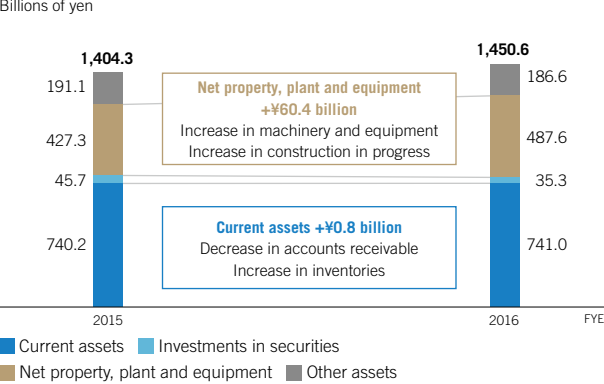 Billions of yen
1,404.3
1,450.6
191.1
186.6
Net property, plant and equipment
+¥60.4 billion
Increase in machinery and equipment
Increase in construction in progress
427.3
487.6
45.7
35.3
Current assets +¥0.8 billion
Decrease in accounts receivable
Increase in inventories
740.2
741.0
2015
2016
FYE
Current assets
Investments in securities
Net property, plant and equipment
Other assets